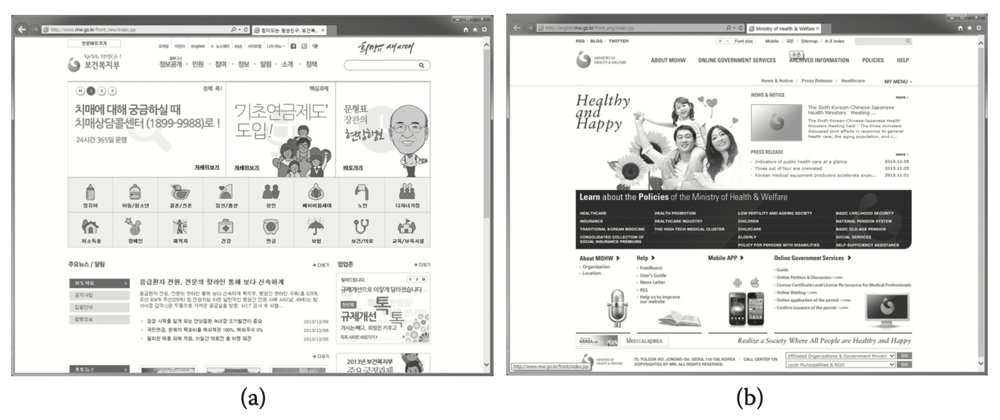 http://www.mw.go.kr/front_new/index.jsp
힘이되는 평생친구, 보건복...
본문바로가기
모바일 어린이 English E- 뉴스레터 RSS 사이트맵 나의메뉴
희망의 새시대
힘이되는 평생친구!
보건복지부
정부3.0
정보공개 · 민원 · 참여 · 정보 · 알림 · 소개 · 정책
1 2 3
정책 콕!
치매에 대해 궁금하실 때
치매상담콜센터 (1899-9988)로 !
24시간 365일 운영
자세히보기
핵심과제
‘기초연금제도’
도입!
자세히보기
문형표
장관의
현장행보
바로가기
영유아 아동/청소년 결혼/신혼 임신/출산 성인 베이비붐세대 노인 다자녀가정
저소득층 장애인 재직자 건강 연금 보험 보건/의료 교육/보육시설
주요뉴스 / 알림
+ 더보기
보도자료
공지사항
입찰안내
법령정보
응급환자 전원, 전문의 핫라인 통해 보다 신속하게
응급환자 전원, 전문의 핫라인 통해 보다 신속하게 복지부, 병원간 핫라인 구축(총 629개,
유선 404개 무선225개) 및 전원지침 마련 일반적인 병원간 전원 사례 A씨(남, 49세)는 밤
10시경 갑작스런 두통으로 가까운 응급실을 방문, 뇌CT 검사 후 뇌혈...
· 점점 시력을 잃게 되는 만성질환 녹내장 조기발견이 중요 2013/12/09
· 국민연금, 환헤지 목표비율 해외채권 100%, 해외주식 0% 2013/12/06
· 필리핀 태풍 피해 지원, 31일간 의료진 총 81명 파견 2013/12/05
+ 더보기
포토뉴스
팝업존
+ 더보기
알려드립니다.
규제개선으로 이렇게 달라졌습니다
첫번째
규제개선
톡
톡
가시는 빼고, 희망은 키우고
톡톡 사이트 바로가기 >
2013년 보건복지부
주요 국정과제
(a)
http://english.mw.go.kr/front_eng/index.jsp
Ministry of Health & Welfare
RSS | BLOG | TWITTER
+ − Font size
Mobile | 국문 | Sitemap | A-Z Index
국문
MINISTRY OF
HEALTH & WELFARE
ABOUT MOHW ONLINE GOVERNMENT SERVICES ARCHIVED INFORMATION POLICIES HELP
News & Notice | Press Release | Healthcare
MY MENU
Healthy
and
Happy
NEWS & NOTICE
more ›
The Sixth Korean-Chinese-Japanese
Health Ministers´ Meeting ...
The Sixth Korean-Chinese-Japanese Health
Ministers Meeting held - The three ministers
discussed joint efforts in response to general
health care, the aging population, and c...
PRESS RELEASE
more ›
· Indicators of public health care at a glance 2013.12.05
· Three out of four are cremated 2013.11.05
· Korean medical equipment producers accelerate expo... 2013.11.01
Learn about the Policies of the Ministry of Health & Welfare
HEALTHCARE
INSURANCE
TRADITIONAL KOREAN MEDICINE
CONSOLIDATED COLLECTION OF
SOCIAL INSURANCE PREMIUMS
HEALTH PROMOTION
HEALTHCARE INDUSTRY
THE HIGH-TECH MEDICAL CLUSTER
LOW FERTILITY AND AGEING SOCIETY
CHILDREN
CHILDCARE
ELDERLY
POLICY FOR PERSONS WITH DISABILITIES
BASIC LIVELIHOOD SECURITY
NATIONAL PENSION SYSTEM
BASIC OLD-AGE PENSION
SOCIAL SERVICES
SELF-SUFFICIENCY ASSISTANCE
About MOHW
· Organization
· Location
Help
· FreeBoard
· User's Guide
· News Letter
· RSS
· Help us to improve
our website
Mobile APP
Online Government Services
· Guide
· Online Petition & Discussion : LINK
· License Certificates and License Re-issuance for Medical Professionals
· Online Bidding : LINK
· Online application of the permit : LINK
· Confirm issuance of the permit : LINK
KOREA.net
MEDICALKOREA
Realize a Society Where All People are Healthy and Happy
MINISTRY OF
HEALTH & WELFARE
75, YULGOK-RO, JONGNO-GU, SEOUL 110-793, KOREA | CALL CENTER 129
COPYRIGHT(C) BY MW. ALL RIGHTS RESERVED.
Affiliated Organizations & Government Ministri GO
Local Municipalities & NGO GO
http://www.mw.go.kr/front/index.jsp
(b)